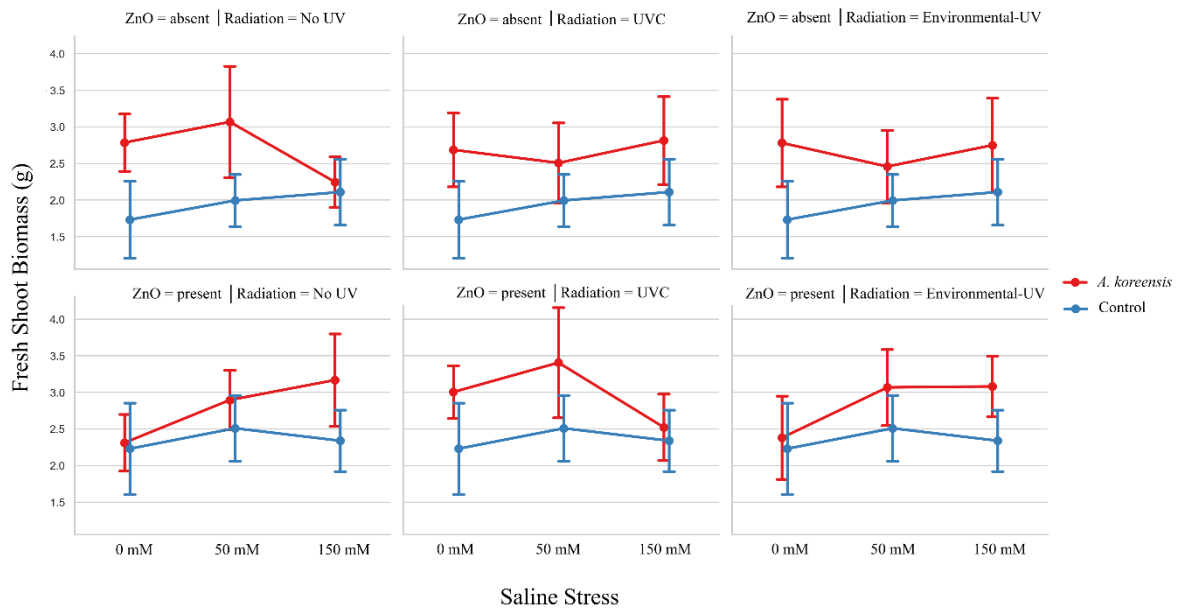 ZnO = absent | Radiation = No UV
ZnO = absent | Radiation = UVC
ZnO = absent | Radiation = Environmental-UV
4.0
3.5
3.0
2.5
2.0
1.5
ZnO = present | Radiation = No UV
ZnO = present | Radiation = UVC
ZnO = present | Radiation = Environmental-UV
4.0
3.5
3.0
2.5
2.0
1.5
Fresh Shoot Biomass (g)
A. koreensis
Control
0 mM 50 mM 150 mM
0 mM 50 mM 150 mM
0 mM 50 mM 150 mM
Saline Stress